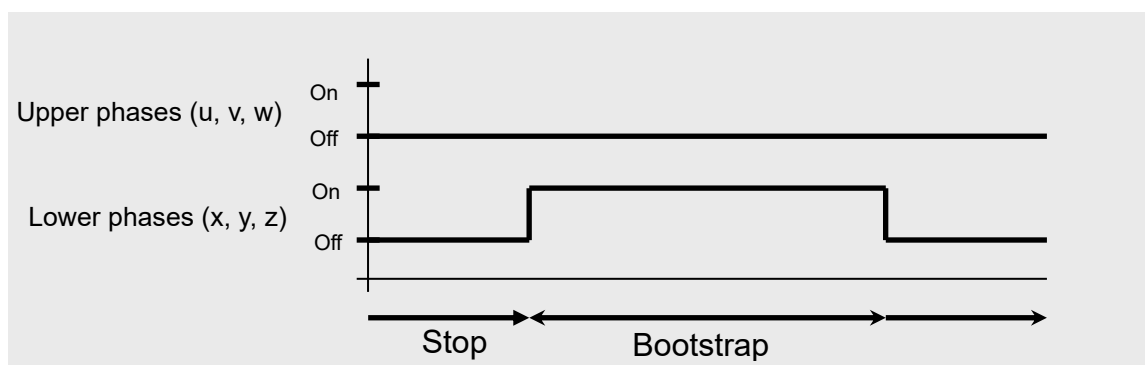 On
Upper phases (u, v, w)
Off
On
Lower phases (x, y, z)
Off
Stop
Bootstrap